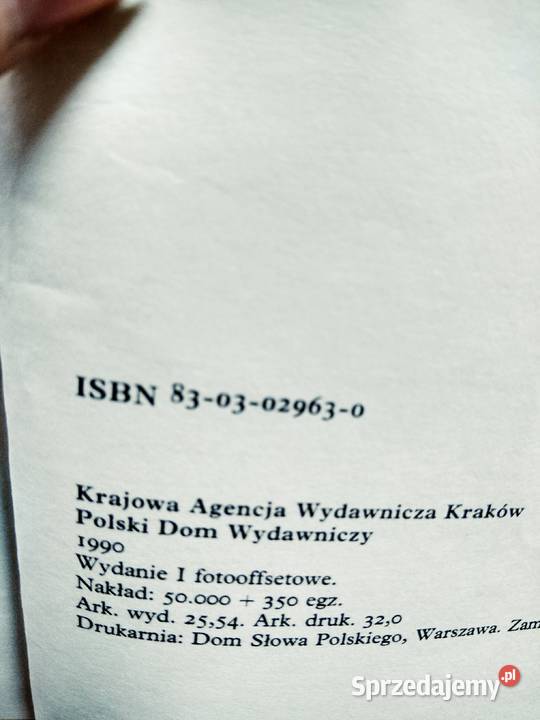 ISBN 83-03-02963-0
Krajowa Agencja Wydawnicza Kraków
Polski Dom Wydawniczy
1990
Wydanie I fotooffsetowe.
Nakład: 50.000 + 350 egz.
Ark. wyd. 25,54. Ark. druk. 32,0
Drukarnia: Dom Słowa Polskiego, Warszawa. Zam
Sprzedajemy.pl